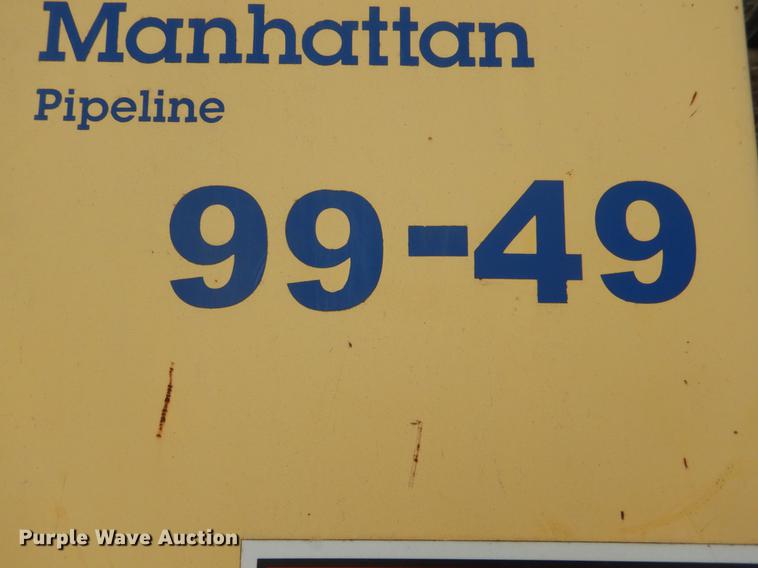 Manhattan
Pipeline
99-49
Purple Wave Auction